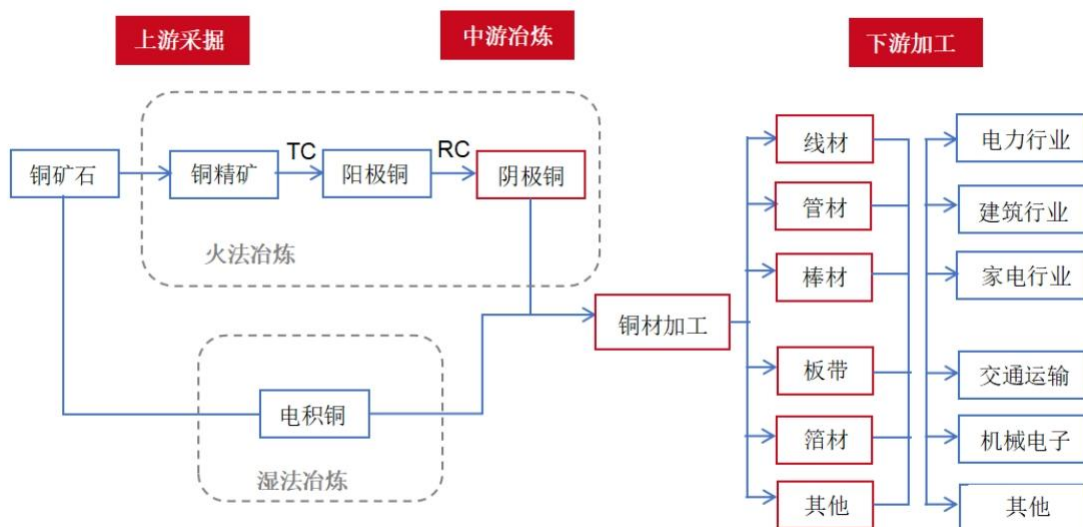 上游采掘
中游冶炼
下游加工
铜矿石
铜精矿
TC
阳极铜
RC
阴极铜
火法冶炼
电积铜
湿法冶炼
铜材加工
线材
管材
棒材
板带
箔材
其他
电力行业
建筑行业
家电行业
交通运输
机械电子
其他